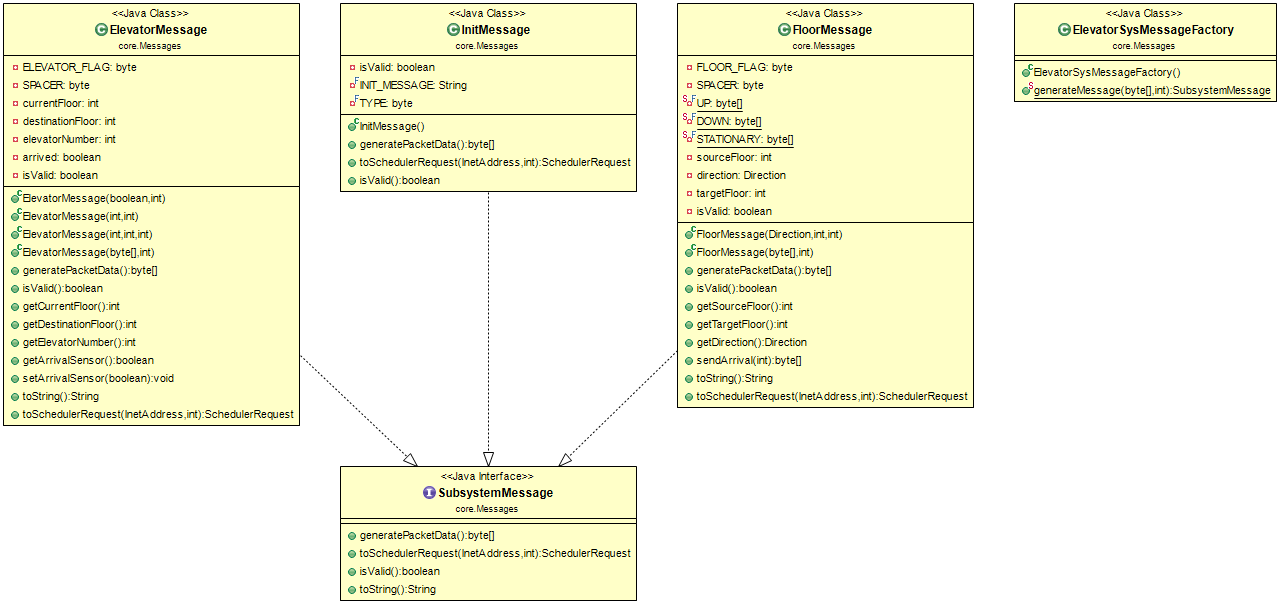 <<Java Class>>
ElevatorMessage
core.Messages
ELEVATOR_FLAG: byte
SPACER: byte
currentFloor: int
destinationFloor: int
elevatorNumber: int
arrived: boolean
isValid: boolean
ElevatorMessage(boolean,int)
ElevatorMessage(int,int)
ElevatorMessage(int,int,int)
ElevatorMessage(byte[],int)
generatePacketData():byte[]
isValid():boolean
getCurrentFloor():int
getDestinationFloor():int
getElevatorNumber():int
getArrivalSensor():boolean
setArrivalSensor(boolean):void
toString():String
toSchedulerRequest(InetAddress,int):SchedulerRequest
<<Java Class>>
InitMessage
core.Messages
isValid: boolean
INIT_MESSAGE: String
TYPE: byte
InitMessage()
generatePacketData():byte[]
toSchedulerRequest(InetAddress,int):SchedulerRequest
isValid():boolean
<<Java Class>>
FloorMessage
core.Messages
FLOOR_FLAG: byte
SPACER: byte
UP: byte[]
DOWN: byte[]
STATIONARY: byte[]
sourceFloor: int
direction: Direction
targetFloor: int
isValid: boolean
FloorMessage(Direction,int,int)
FloorMessage(byte[],int)
generatePacketData():byte[]
isValid():boolean
getSourceFloor():int
getTargetFloor():int
getDirection():Direction
sendArrival(int):byte[]
toString():String
toSchedulerRequest(InetAddress,int):SchedulerRequest
<<Java Class>>
ElevatorSysMessageFactory
core.Messages
ElevatorSysMessageFactory()
generateMessage(byte[],int):SubsystemMessage
<<Java Interface>>
SubsystemMessage
core.Messages
generatePacketData():byte[]
toSchedulerRequest(InetAddress,int):SchedulerRequest
isValid():boolean
toString():String